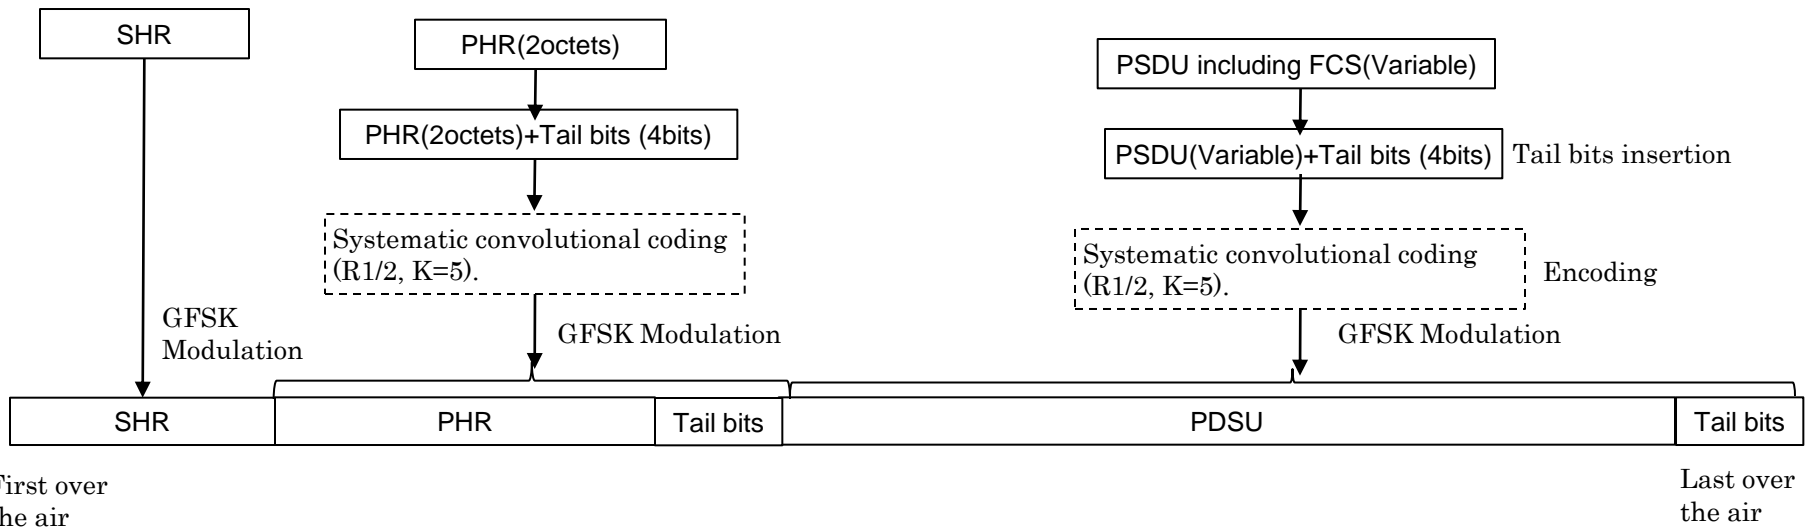 SHR
PHR(2octets)
PSDU including FCS(Variable)
PHR(2octets)+Tail bits (4bits)
PSDU(Variable)+Tail bits (4bits)
Tail bits insertion
Systematic convolutional coding
(R1/2, K=5).
Systematic convolutional coding
(R1/2, K=5).
Encoding
GFSK
Modulation
GFSK Modulation
GFSK Modulation
SHR
PHR
Tail bits
PDSU
Tail bits
First over
the air
Last over
the air